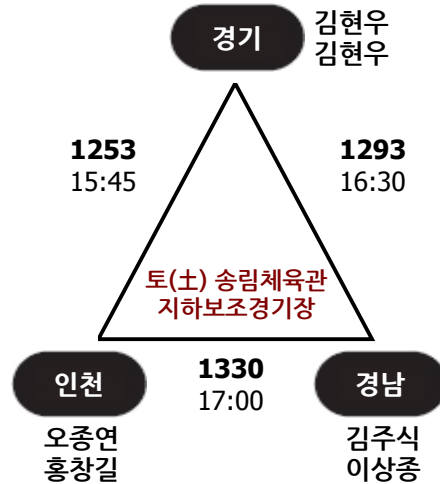 경기
김현우
김현우
1253
15:45
1293
16:30
토(土) 송림체육관
지하보조경기장
인천
1330
17:00
경남
오종연
홍창길
김주식
이상종